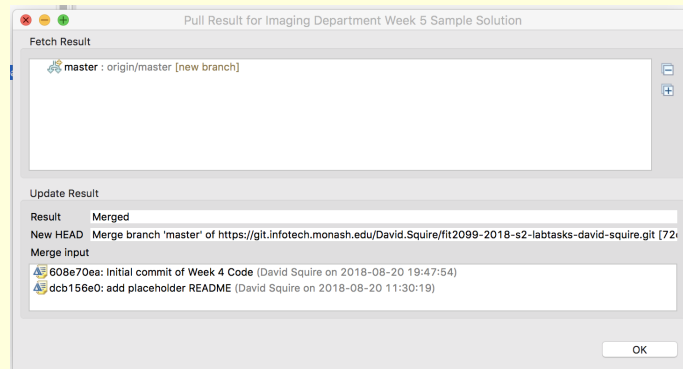 Pull Result for Imaging Department Week 5 Sample Solution
Fetch Result
master : origin/master [new branch]
Update Result
Result Merged
New HEAD Merge branch 'master' of https://git.infotech.monash.edu/David.Squire/fit2099-2018-s2-labtasks-david-squire.git [72
Merge input
608e70ea: Initial commit of Week 4 Code (David Squire on 2018-08-20 19:47:54)
dcb156e0: add placeholder README (David Squire on 2018-08-20 11:30:19)
OK